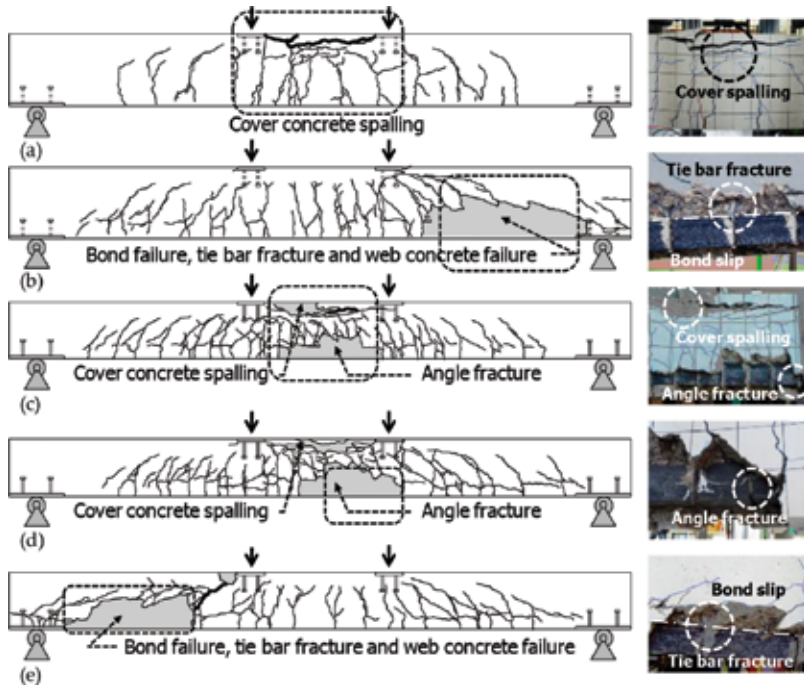 Cover concrete spalling
(a)
Cover spalling
Bond failure, tie bar fracture and web concrete failure
(b)
Tie bar fracture
Bond slip
Cover concrete spalling
Angle fracture
(c)
Cover spalling
Angle fracture
Cover concrete spalling
Angle fracture
(d)
Angle fracture
Bond failure, tie bar fracture and web concrete failure
(e)
Bond slip
Tie bar fracture